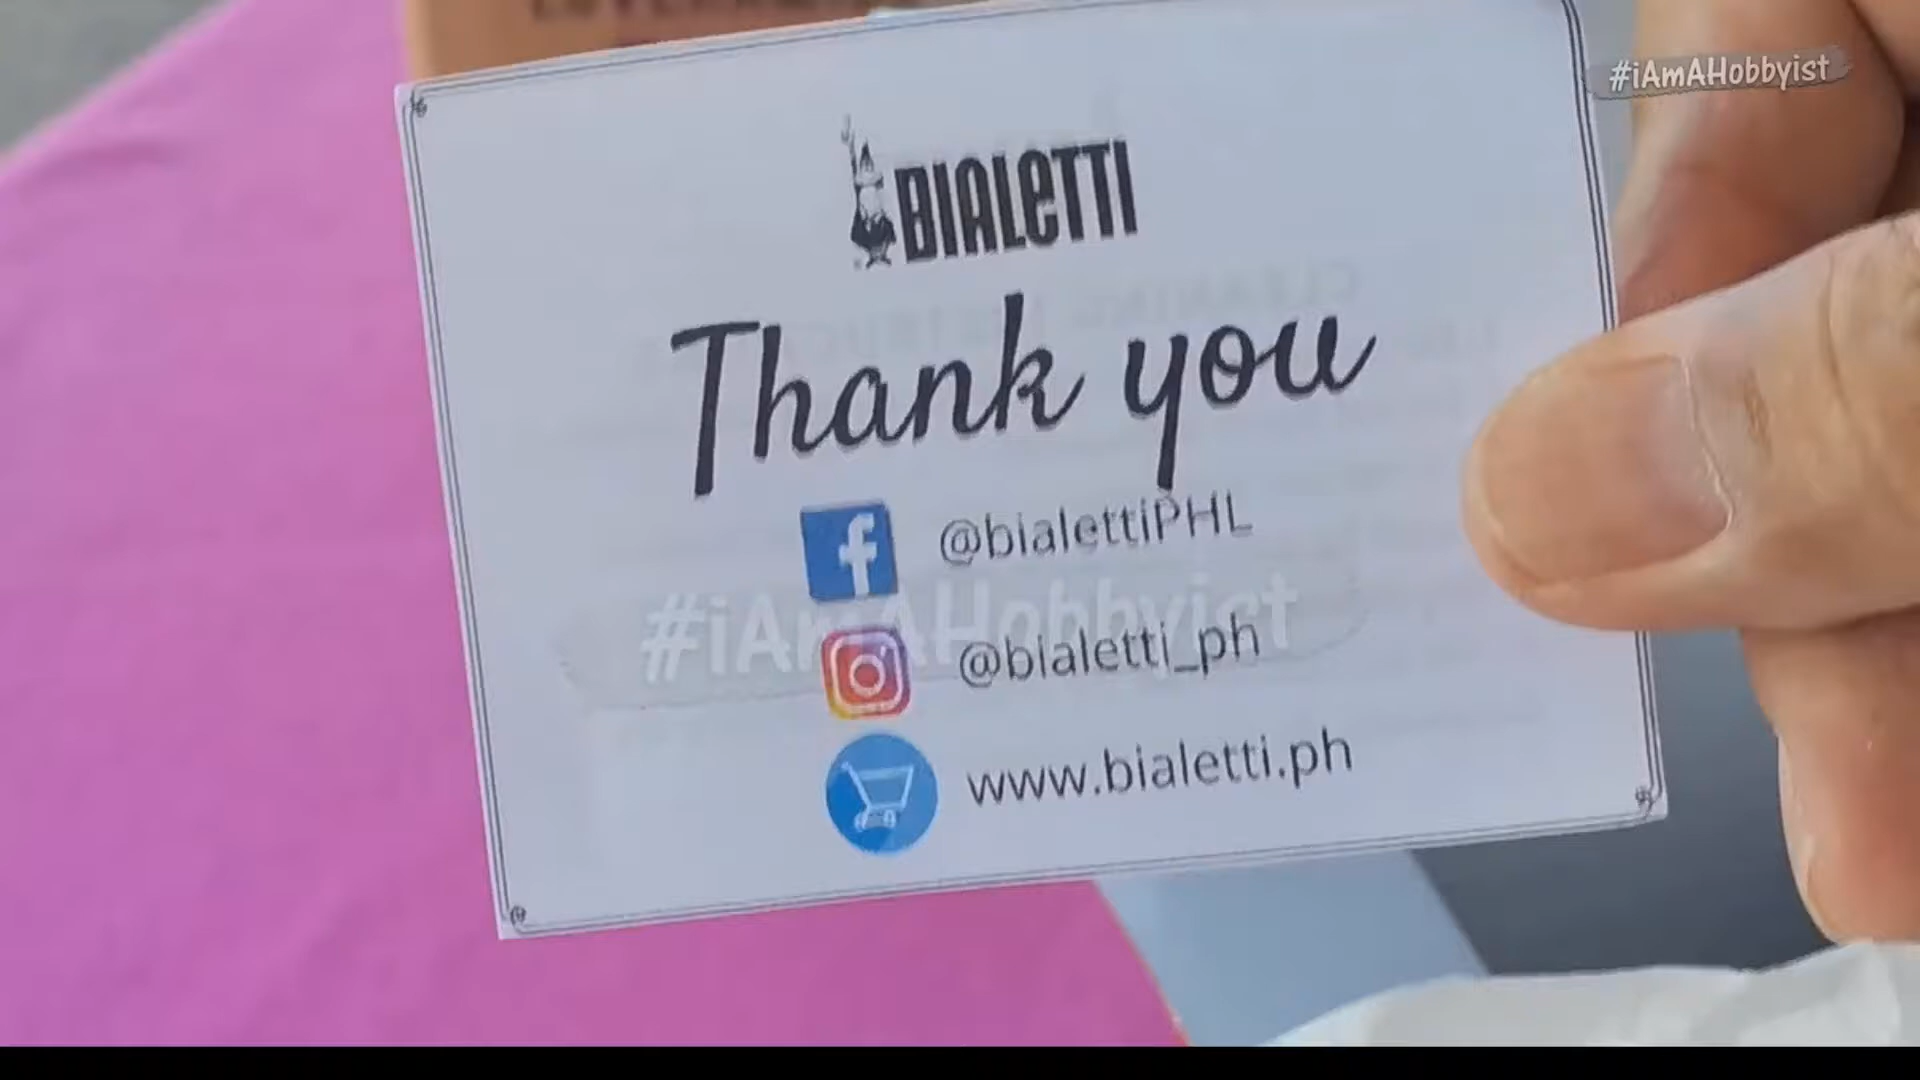 #iAmAHobbyist
BIALETTI
Thank you
@bialettiPHL
#iAmAHobbyist
@bialetti_ph
www.bialetti.ph